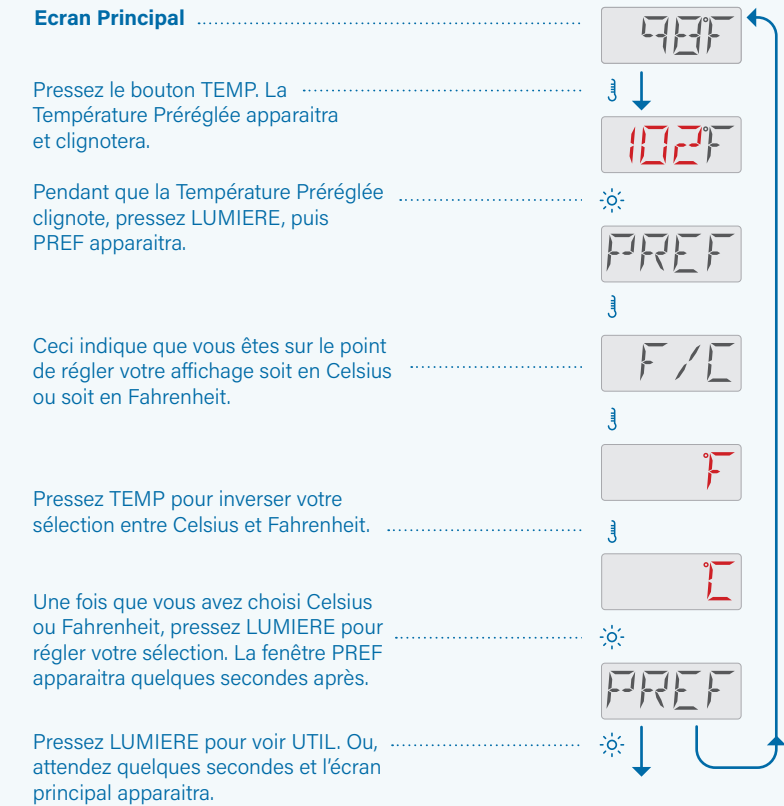 Ecran Principal
98°F
Pressez le bouton TEMP. La
Température Préréglée apparaitra
et clignotera.
102°F
Pendant que la Température Préréglée
clignote, pressez LUMIERE, puis
PREF apparaitra.
PREF
Ceci indique que vous êtes sur le point
de régler votre affichage soit en Celsius
ou soit en Fahrenheit.
F/C
°F
Pressez TEMP pour inverser votre
sélection entre Celsius et Fahrenheit.
°C
Une fois que vous avez choisi Celsius
ou Fahrenheit, pressez LUMIERE pour
régler votre sélection. La fenêtre PREF
apparaitra quelques secondes après.
PREF
Pressez LUMIERE pour voir UTIL. Ou,
attendez quelques secondes et l'écran
principal apparaitra.